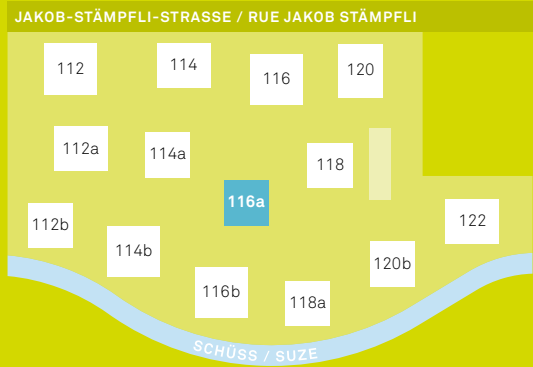 JAKOB-STÄMPFLI-STRASSE / RUE JAKOB STÄMPFLI
112
114
116
120
112a
114a
118
116a
112b
122
114b
120b
116b
118a
SCHÜSS / SUZE